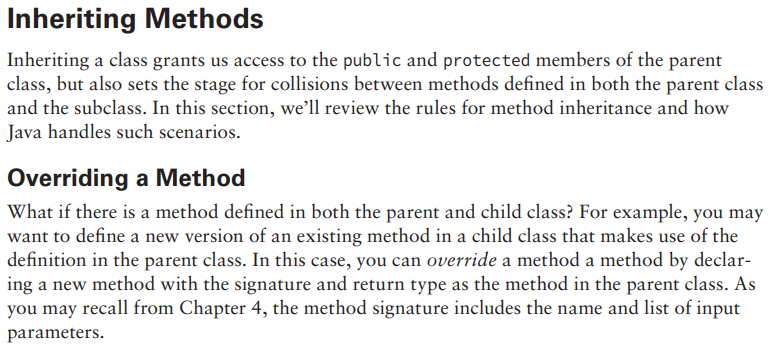 Inheriting Methods
Inheriting a class grants us access to the public and protected members of the parent
class, but also sets the stage for collisions between methods defined in both the parent class
and the subclass. In this section, we’ll review the rules for method inheritance and how
Java handles such scenarios.
Overriding a Method
What if there is a method defined in both the parent and child class? For example, you may
want to define a new version of an existing method in a child class that makes use of the
definition in the parent class. In this case, you can override a method a method by declar-
ing a new method with the signature and return type as the method in the parent class. As
you may recall from Chapter 4, the method signature includes the name and list of input
parameters.